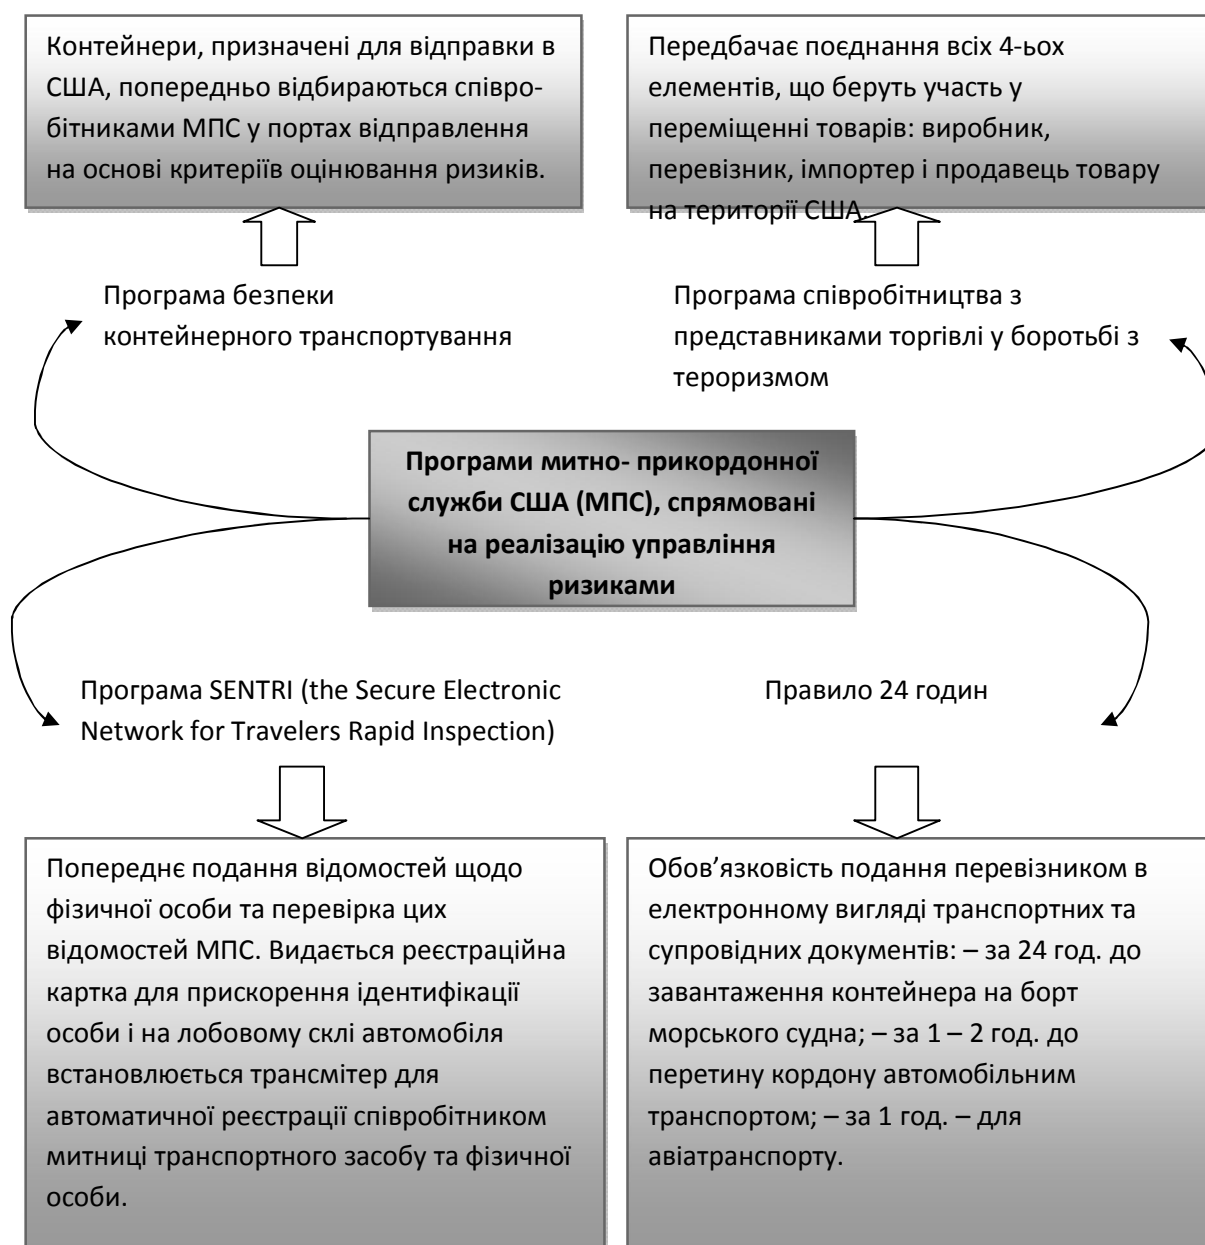 Контейнери, призначені для відправки в
США, попередньо відбираються співро-
бітниками МПС у портах відправлення
на основі критеріїв оцінювання ризиків.
Передбачає поєднання всіх 4-ьох
елементів, що беруть участь у
переміщенні товарів: виробник,
перевізник, імпортер і продавець товару
на території США.
Програма безпеки
контейнерного транспортування
Програма співробітництва з
представниками торгівлі у боротьбі з
тероризмом
Програми митно- прикордонної
служби США (МПС), спрямовані
на реалізацію управління
ризиками
Програма SENTRI (the Secure Electronic
Network for Travelers Rapid Inspection)
Правило 24 годин
Попереднє подання відомостей щодо
фізичної особи та перевірка цих
відомостей МПС. Видається реєстраційна
картка для прискорення ідентифікації
особи і на лобовому склі автомобіля
встановлюється трансмітер для
автоматичної реєстрації співробітником
митниці транспортного засобу та фізичної
особи.
Обов’язковість подання перевізником в
електронному вигляді транспортних та
супровідних документів: – за 24 год. до
завантаження контейнера на борт
морського судна; – за 1 – 2 год. до
перетину кордону автомобільним
транспортом; – за 1 год. – для
авіатранспорту.